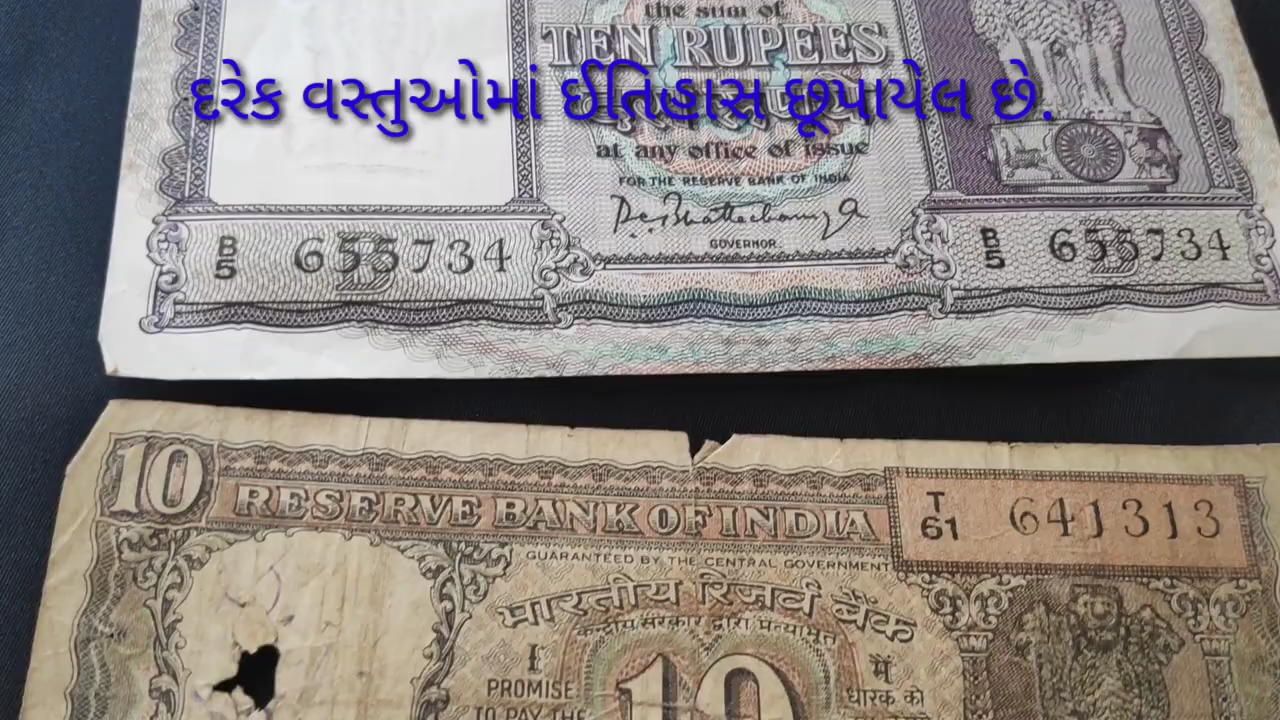 the sum of
TEN RUPEES
દરેક વસ્તુઓમાં ઈતિહાસ છૂપાયેલ છે.
at any office of issue
FOR THE RESERVE BANK OF INDIA
GOVERNOR
B
5 655734
B
5 655734
B
B
10
RESERVE BANK OF INDIA
T
61 641313
GUARANTEED BY THE CENTRAL GOVERNMENT
भारतीय रिज़र्व बैंक
केन्द्रीय सरकार द्वारा प्रत्याभूत
I
PROMISE
TO PAY THE
10
मैं
धारक को